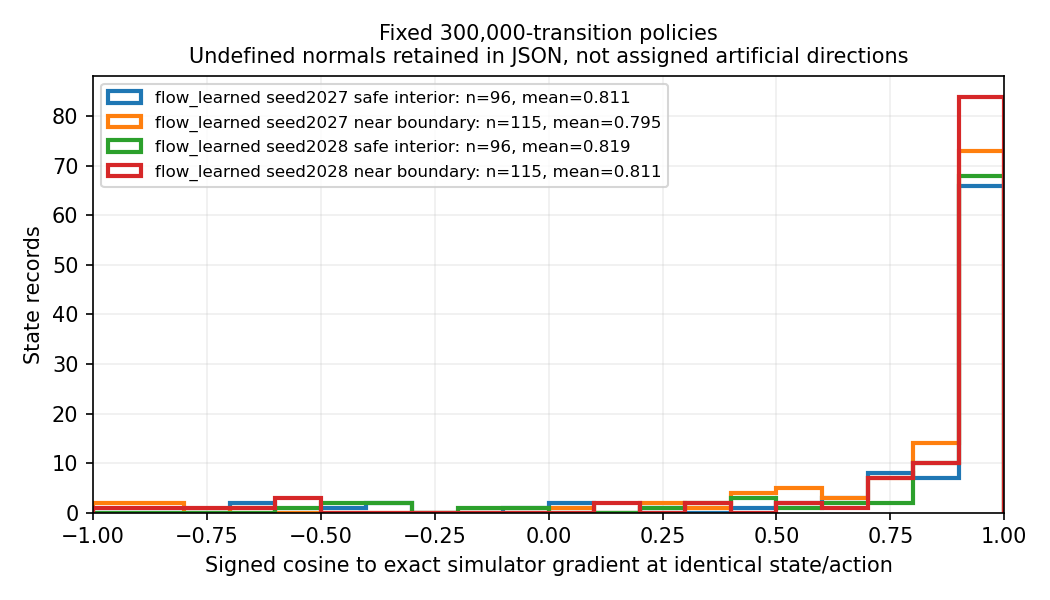 Fixed 300,000-transition policies
Undefined normals retained in JSON, not assigned artificial directions
flow_learned seed2027 safe interior: n=96, mean=0.811
flow_learned seed2027 near boundary: n=115, mean=0.795
flow_learned seed2028 safe interior: n=96, mean=0.819
flow_learned seed2028 near boundary: n=115, mean=0.811
State records
80
70
60
50
40
30
20
10
0
−1.00 −0.75 −0.50 −0.25 0.00 0.25 0.50 0.75 1.00
Signed cosine to exact simulator gradient at identical state/action